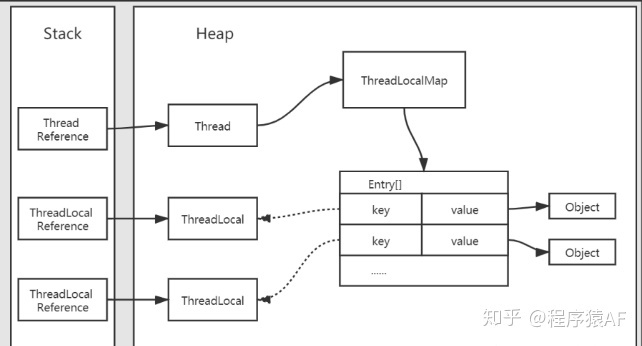 Stack
Heap
ThreadLocalMap
Thread
Reference
Thread
Entry[]
ThreadLocal
Reference
ThreadLocal
key
value
Object
key
value
Object
ThreadLocal
Reference
ThreadLocal
......
知乎 @程序猿AF